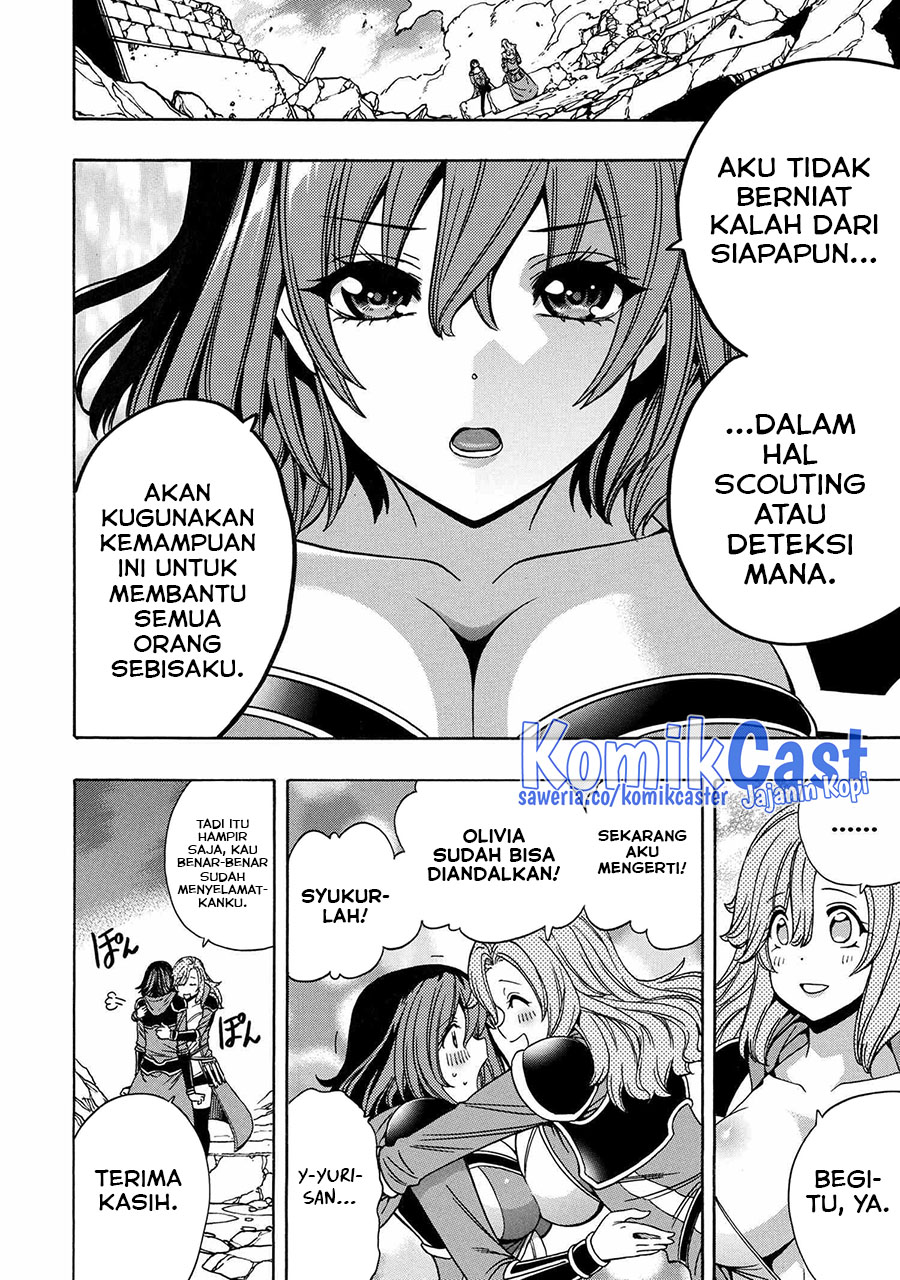 AKU TIDAK
BERNIAT
KALAH DARI
SIAPAPUN...
...DALAM
HAL
SCOUTING
ATAU
DETEKSI
MANA.
AKAN
KUGUNAKAN
KEMAMPUAN
INI UNTUK
MEMBANTU
SEMUA
ORANG
SEBISAKU.
KomikCast
saweria.co/komikcaster
Jajanin Kopi
......
BEGI-
TU, YA.
SEKARANG
AKU
MENGERTI!
OLIVIA
SUDAH BISA
DIANDALKAN!
SYUKUR-
LAH!
Y-YURI-
SAN...
TADI ITU
HAMPIR
SAJA, KAU
BENAR-BENAR
SUDAH
MENYELAMAT-
KANKU.
ぽん
ぽん
TERIMA
KASIH.